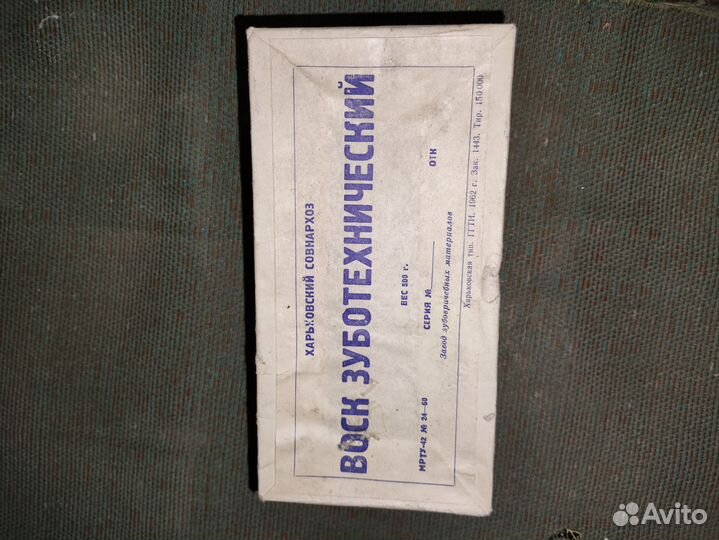 ХАРЬКОВСКИЙ СОВНАРХОЗ
ВОСК ЗУБОТЕХНИЧЕСКИЙ
ВЕС 500 г.
МРТУ-42 № 24—60 СЕРИЯ № ОТК
Завод зубоврачебных материалов
Харьковская тип. ГГТИ. 1962 г. Зак. 1443. Тир. 150 000
Avito